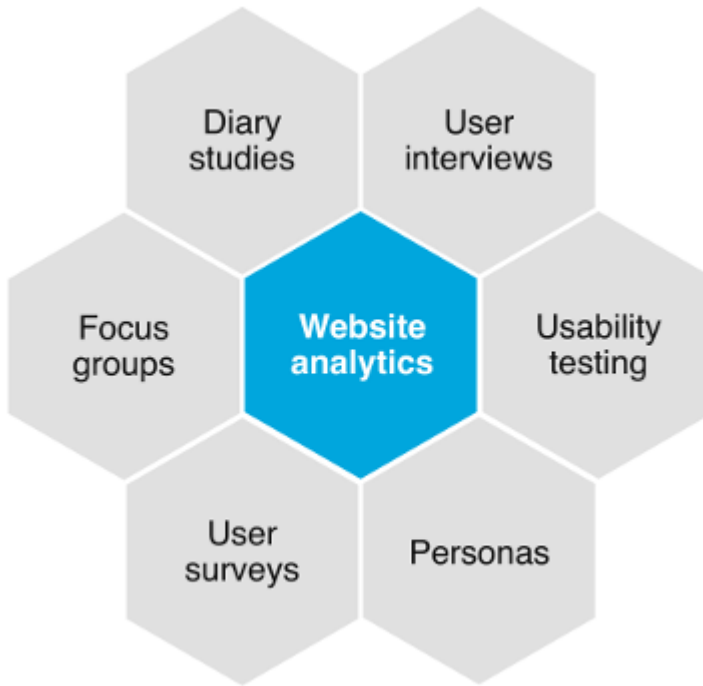 Diary
studies
User
interviews
Focus
groups
Website
analytics
Usability
testing
User
surveys
Personas